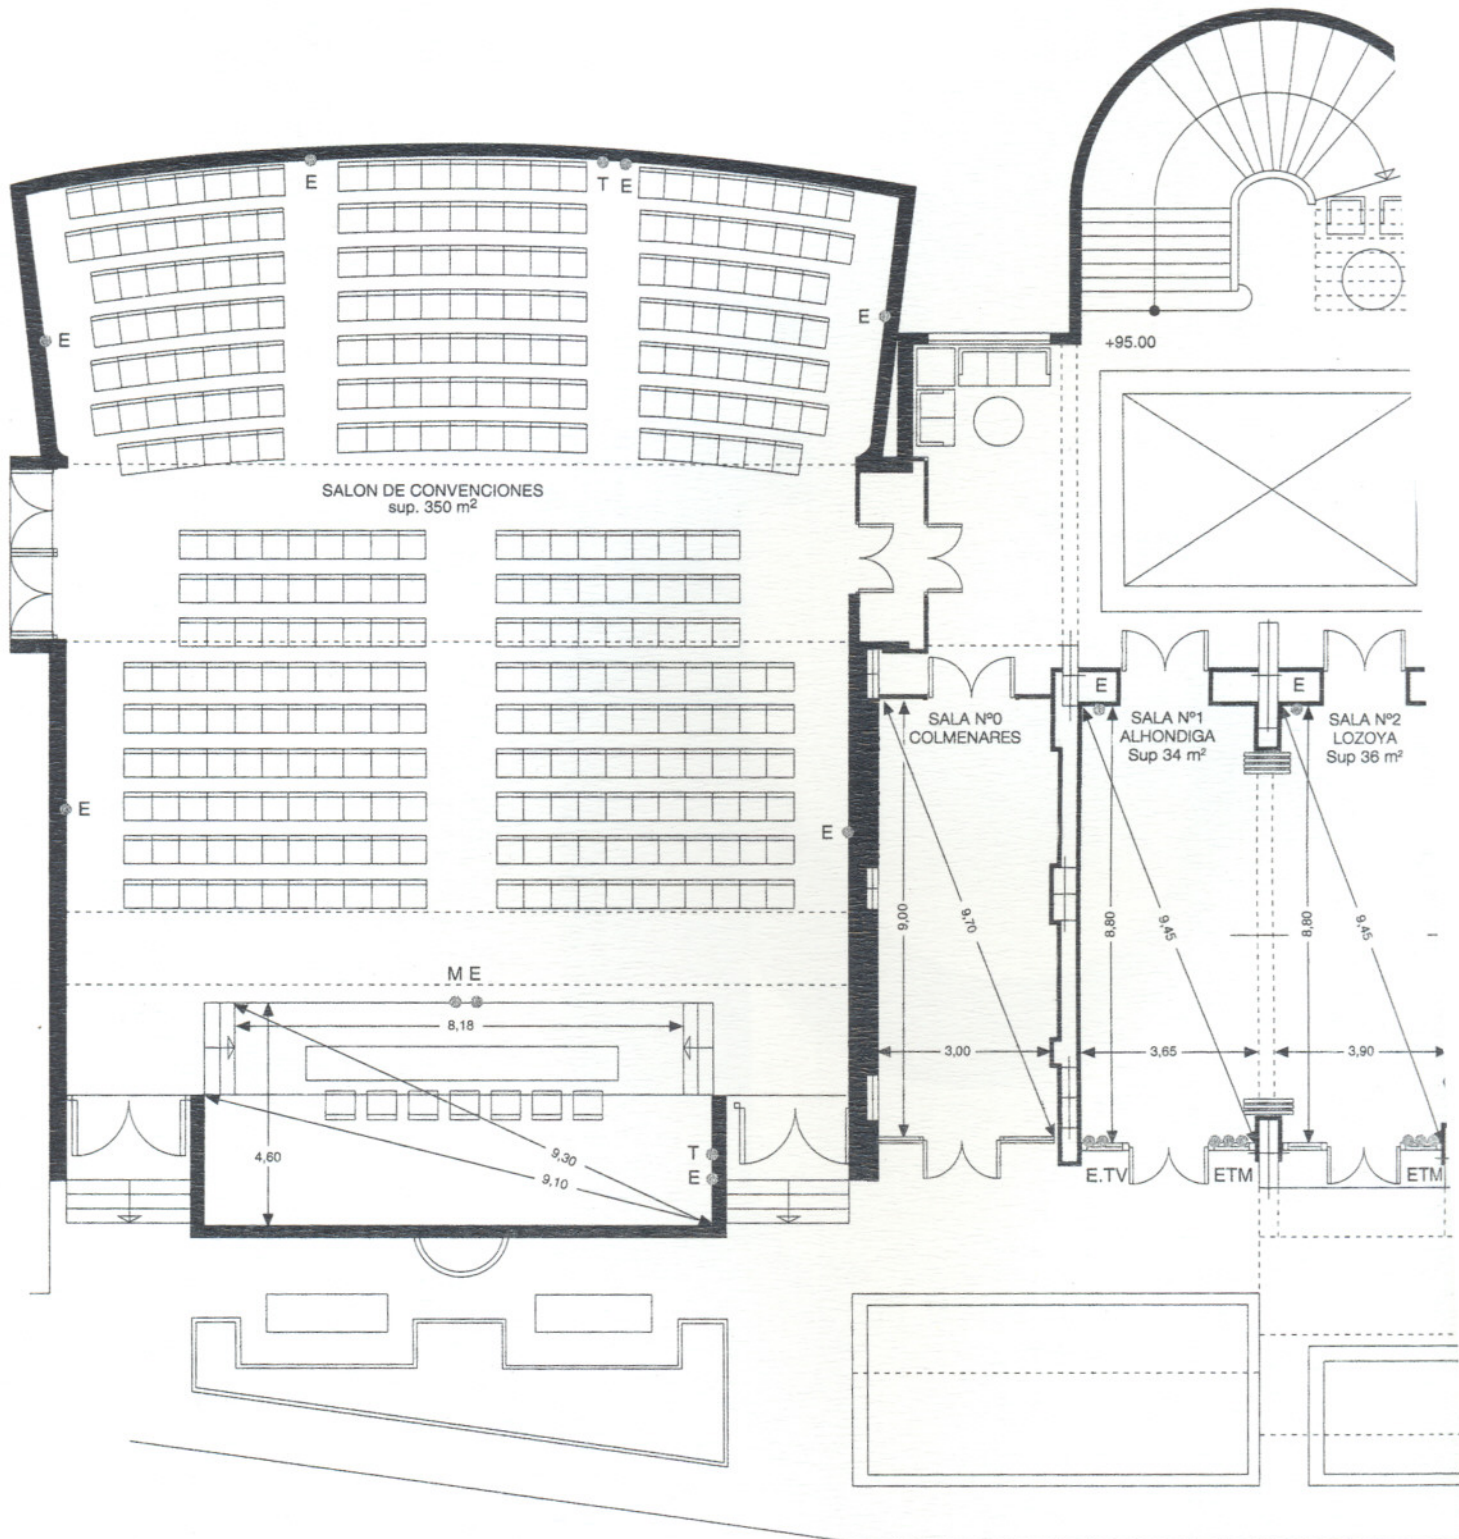 E
T E
E
E
+95.00
SALON DE CONVENCIONES
sup. 350 m²
E
E
SALA Nº0
COLMENARES
SALA Nº1
ALHONDIGA
Sup 34 m²
SALA Nº2
LOZOYA
Sup 36 m²
E
E
9,00
9,70
8,80
9,45
8,80
9,45
M E
8,18
3,00
3,65
3,90
4,60
9,30
9,10
T
E
E.TV
ETM
ETM